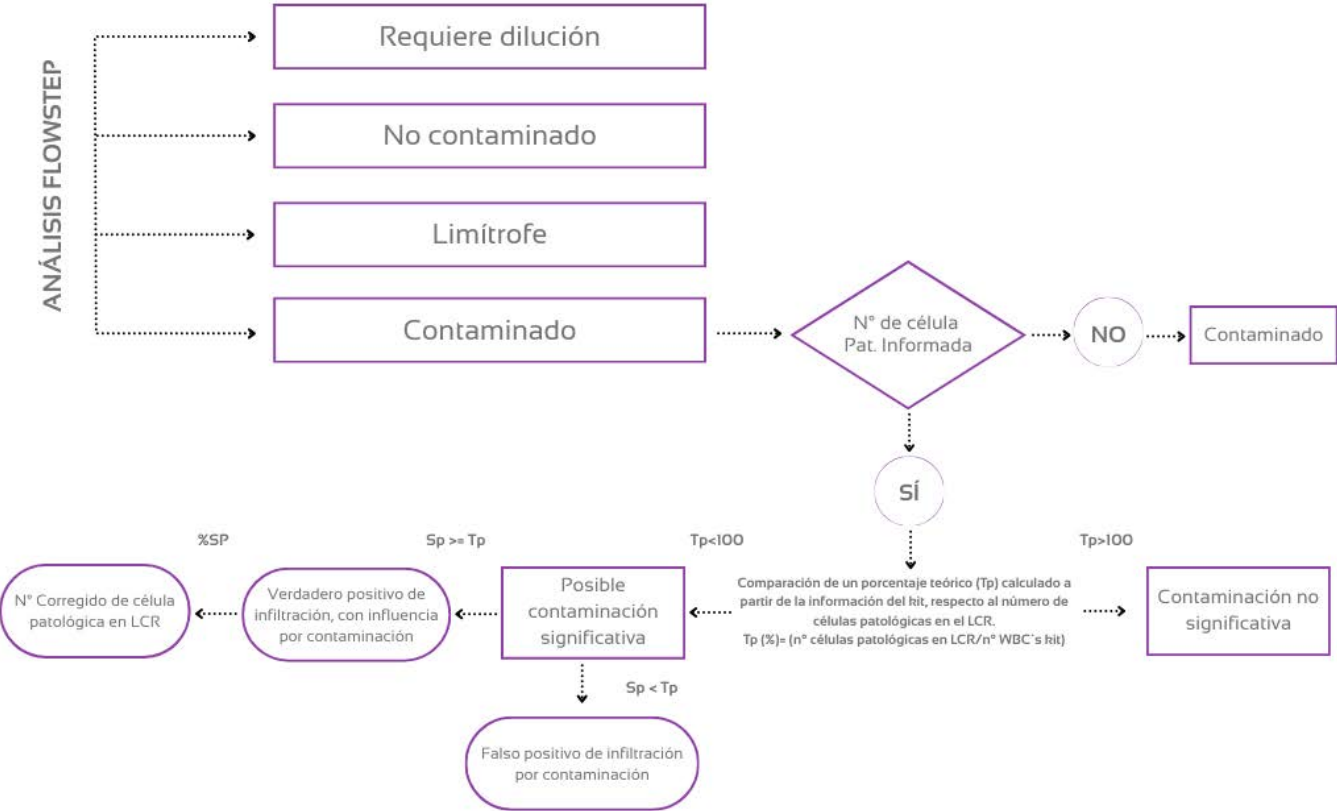 ANÁLISIS FLOWSTEP
Requiere dilución
No contaminado
Limítrofe
Contaminado
N° de célula
Pat. Informada
NO
Contaminado
SÍ
%SP
Sp >= Tp
Tp<100
Tp>100
N° Corregido de célula
patológica en LCR
Verdadero positivo de
infiltración, con influencia
por contaminación
Posible
contaminación
significativa
Comparación de un porcentaje teórico (Tp) calculado a
partir de la información del kit, respecto al número de
células patológicas en el LCR.
Tp (%)= (n° células patológicas en LCR/n° WBC´s kit)
Contaminación no
significativa
Sp < Tp
Falso positivo de infiltración
por contaminación